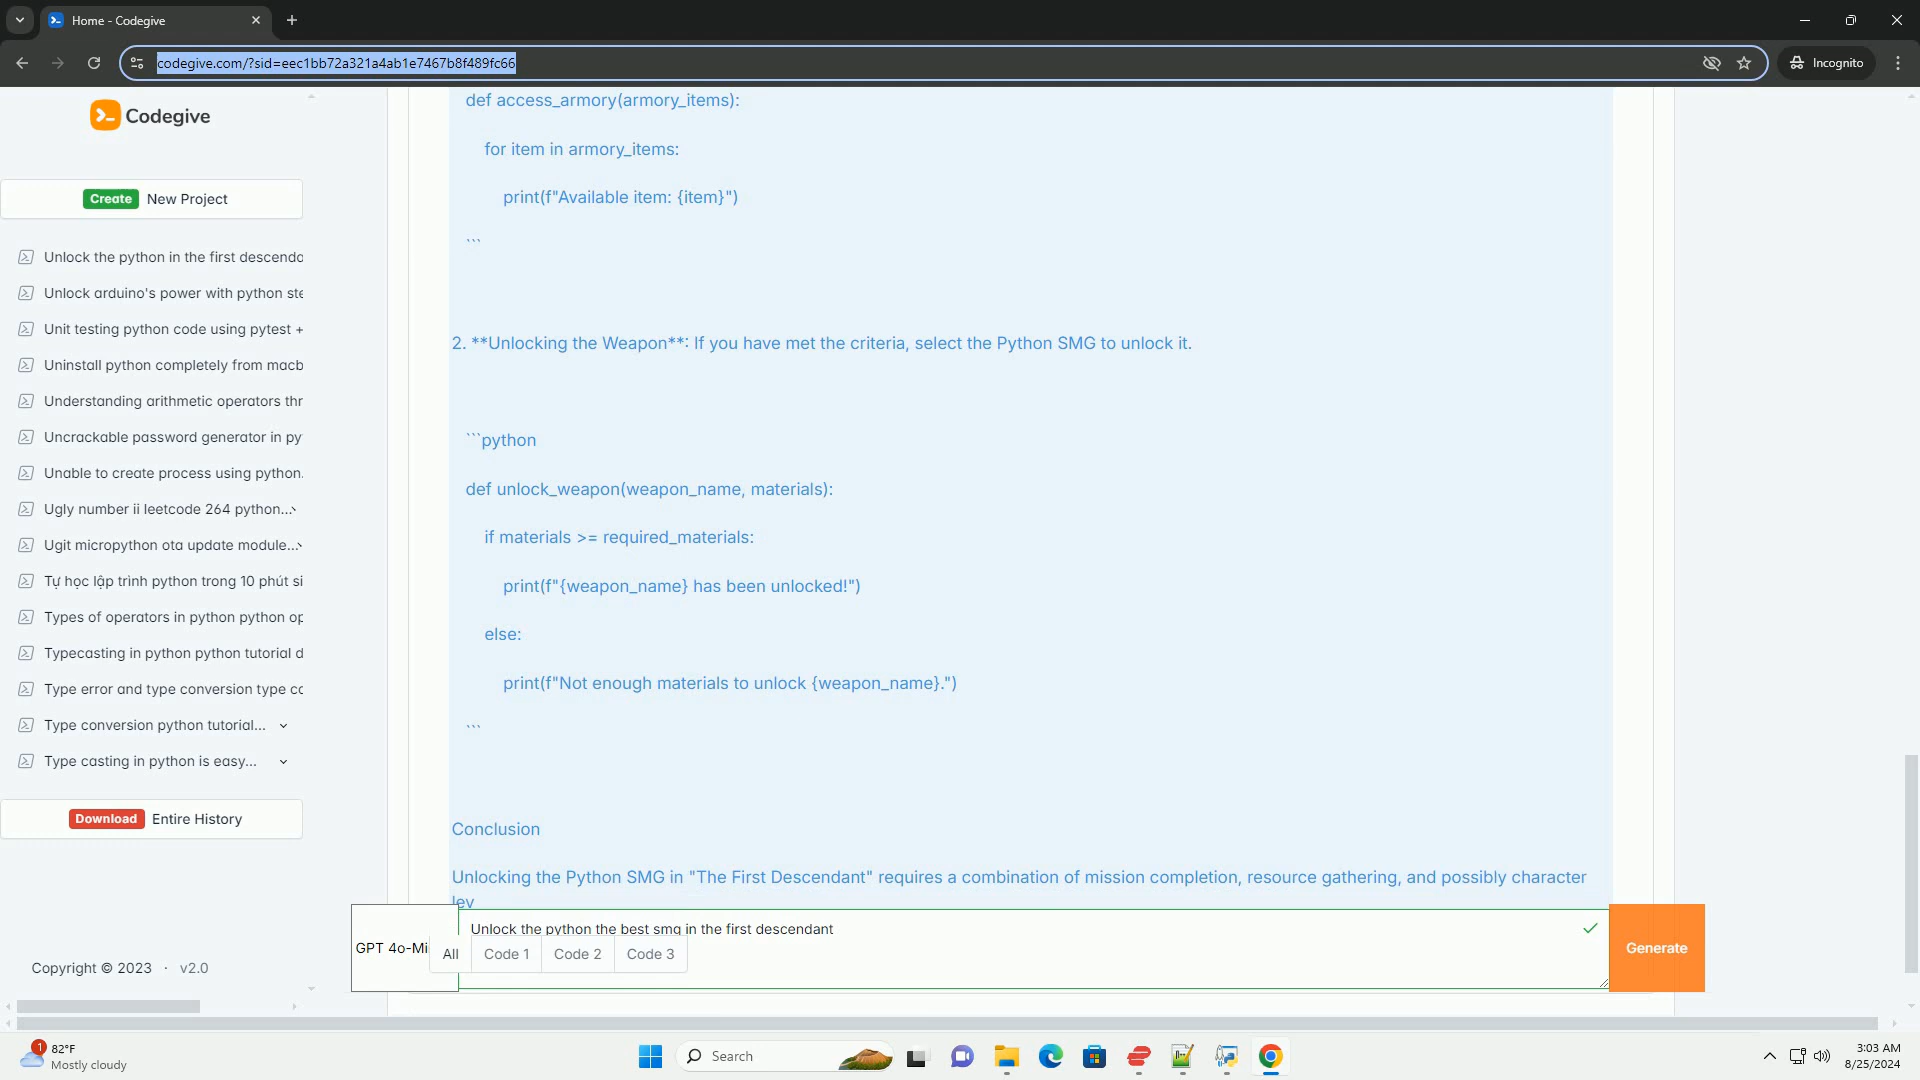 Home - Codegive
codegive.com/?sid=eec1bb72a321a4ab1e7467b8f489fc66
Incognito
Codegive
Create New Project
Unlock the python in the first descenda
Unlock arduino's power with python ste
Unit testing python code using pytest +
Uninstall python completely from macb
Understanding arithmetic operators thr
Uncrackable password generator in py
Unable to create process using python.
Ugly number ii leetcode 264 python...
Ugit micropython ota update module...
Tự học lập trình python trong 10 phút si
Types of operators in python python op
Typecasting in python python tutorial d
Type error and type conversion type co
Type conversion python tutorial...
Type casting in python is easy...
Download Entire History
Copyright © 2023 · v2.0
def access_armory(armory_items):
for item in armory_items:
print(f"Available item: {item}")
```
2. **Unlocking the Weapon**: If you have met the criteria, select the Python SMG to unlock it.
```python
def unlock_weapon(weapon_name, materials):
if materials >= required_materials:
print(f"{weapon_name} has been unlocked!")
else:
print(f"Not enough materials to unlock {weapon_name}.")
```
Conclusion
Unlocking the Python SMG in "The First Descendant" requires a combination of mission completion, resource gathering, and possibly character
lev
GPT 4o-Mi
Unlock the python the best smg in the first descendant
All
Code 1
Code 2
Code 3
Generate
1
82°F
Mostly cloudy
Search
3:03 AM
8/25/2024